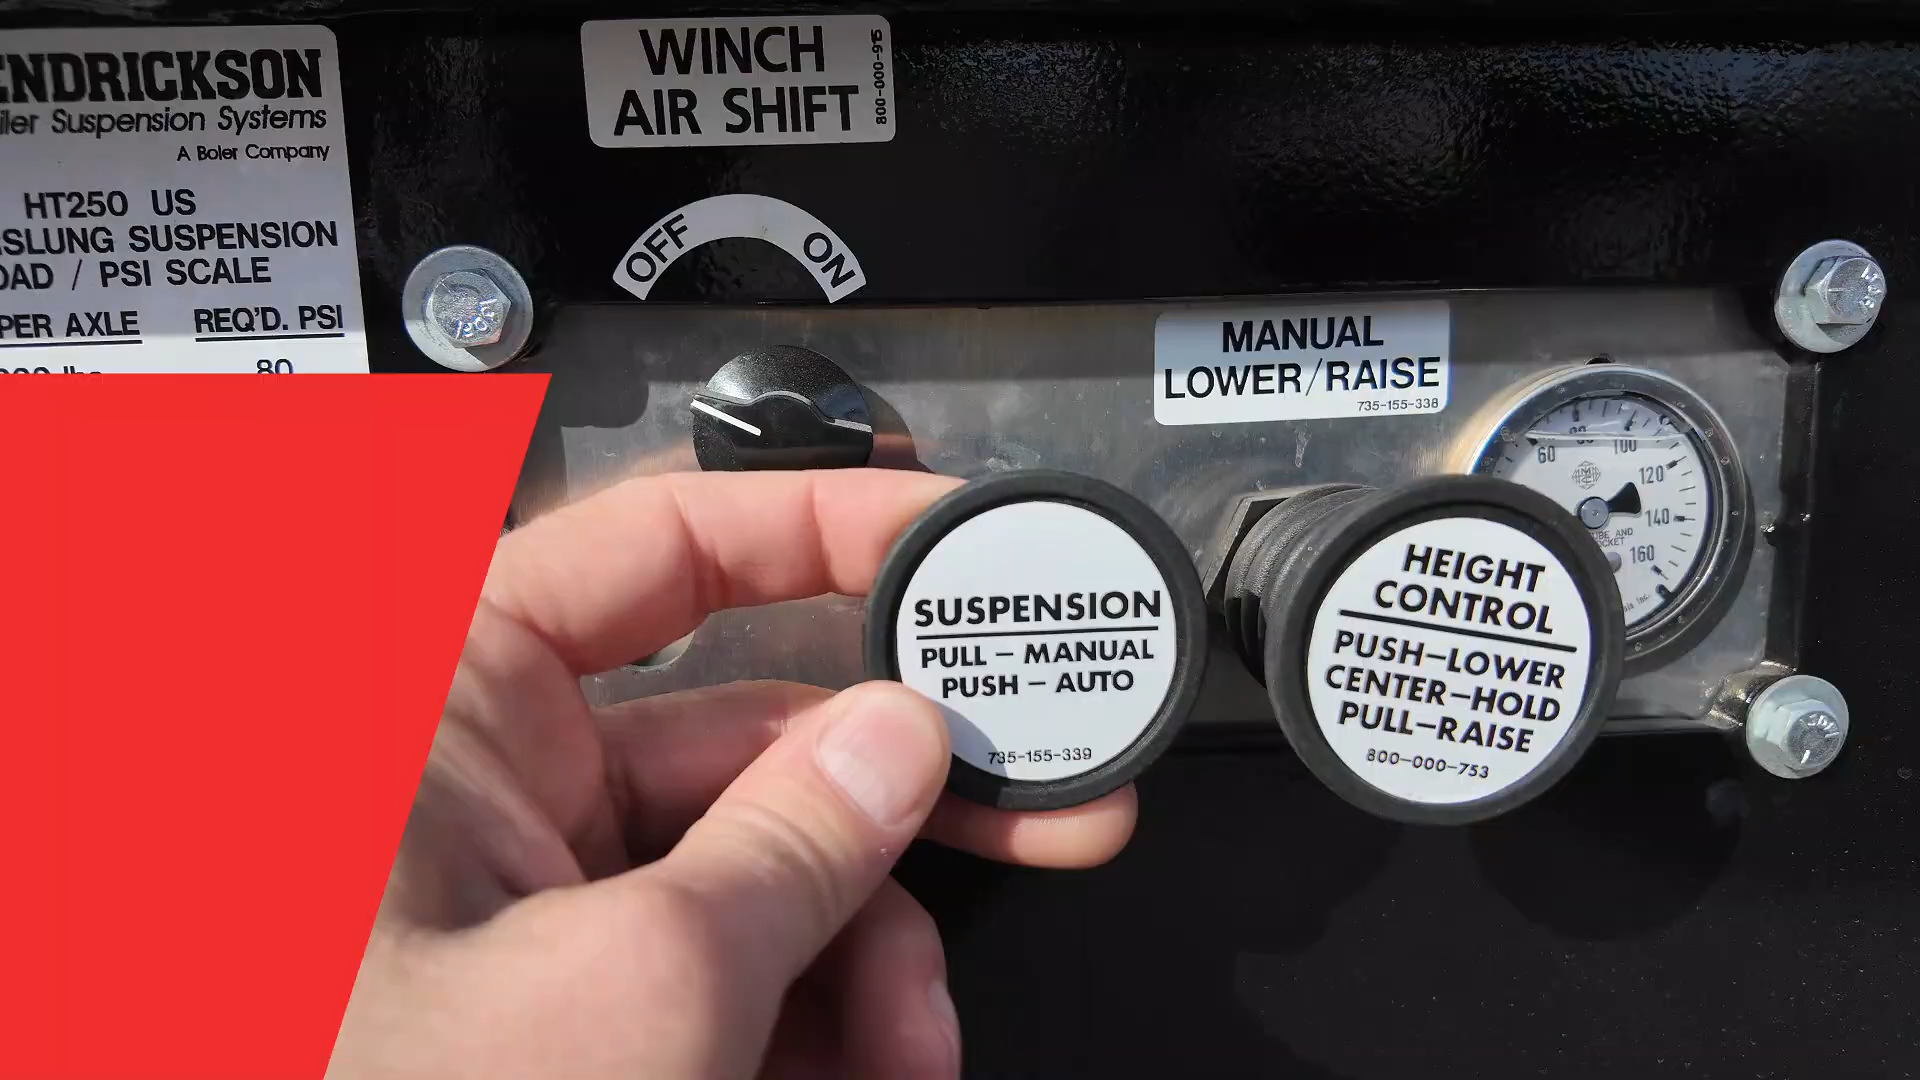 ENDRICKSON
iler Suspension Systems
A Boler Company
HT250 US
RSLUNG SUSPENSION
OAD / PSI SCALE
PER AXLE REQ'D. PSI
80
WINCH
AIR SHIFT
800-000-915
OFF ON
MANUAL
LOWER/RAISE
735-155-338
60
80
100
120
140
160
SUSPENSION
PULL – MANUAL
PUSH – AUTO
735-155-339
HEIGHT
CONTROL
PUSH–LOWER
CENTER–HOLD
PULL–RAISE
800-000-753